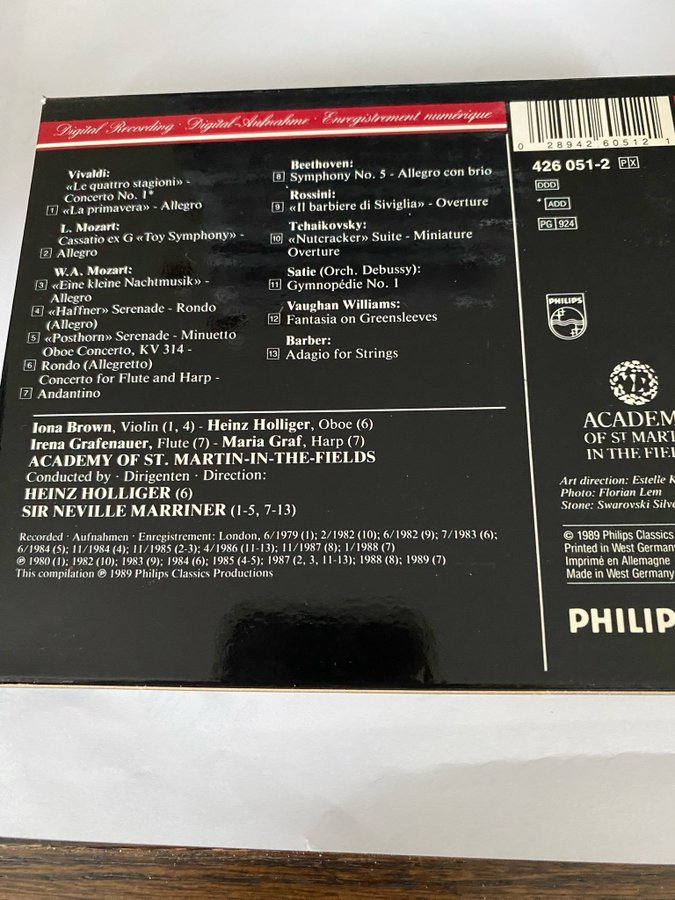 Digital Recording · Digital-Aufnahme · Enregistrement numérique
Vivaldi:
«Le quattro stagioni» -
Concerto No. 1*
1 «La primavera» - Allegro
L. Mozart:
Cassatio ex G «Toy Symphony» -
2 Allegro
W.A. Mozart:
3 «Eine kleine Nachtmusik» -
Allegro
4 «Haffner» Serenade - Rondo
(Allegro)
5 «Posthorn» Serenade - Minuetto
Oboe Concerto, KV 314 -
6 Rondo (Allegretto)
Concerto for Flute and Harp -
7 Andantino
Beethoven:
8 Symphony No. 5 - Allegro con brio
Rossini:
9 «Il barbiere di Siviglia» - Overture
Tchaikovsky:
10 «Nutcracker» Suite - Miniature
Overture
Satie (Orch. Debussy):
11 Gymnopédie No. 1
Vaughan Williams:
12 Fantasia on Greensleeves
Barber:
13 Adagio for Strings
Iona Brown, Violin (1, 4) - Heinz Holliger, Oboe (6)
Irena Grafenauer, Flute (7) - Maria Graf, Harp (7)
ACADEMY OF ST. MARTIN-IN-THE-FIELDS
Conducted by · Dirigenten · Direction:
HEINZ HOLLIGER (6)
SIR NEVILLE MARRINER (1-5, 7-13)
Recorded · Aufnahmen · Enregistrement: London, 6/1979 (1); 2/1982 (10); 6/1982 (9); 7/1983 (6);
6/1984 (5); 11/1984 (4); 11/1985 (2-3); 4/1986 (11-13); 11/1987 (8); 1/1988 (7)
℗ 1980 (1); 1982 (10); 1983 (9); 1984 (6); 1985 (4-5); 1987 (2, 3, 11-13); 1988 (8); 1989 (7)
This compilation ℗ 1989 Philips Classics Productions
0 28942 60512 1
426 051-2 PX
DDD
* ADD
PG 924
PHILIPS
ACADEM
OF ST MART
IN THE FIEL
Art direction: Estelle K
Photo: Florian Lem
Stone: Swarovski Silve
© 1989 Philips Classics
Printed in West German
Imprimé en Allemagne
Made in West Germany
PHILIP